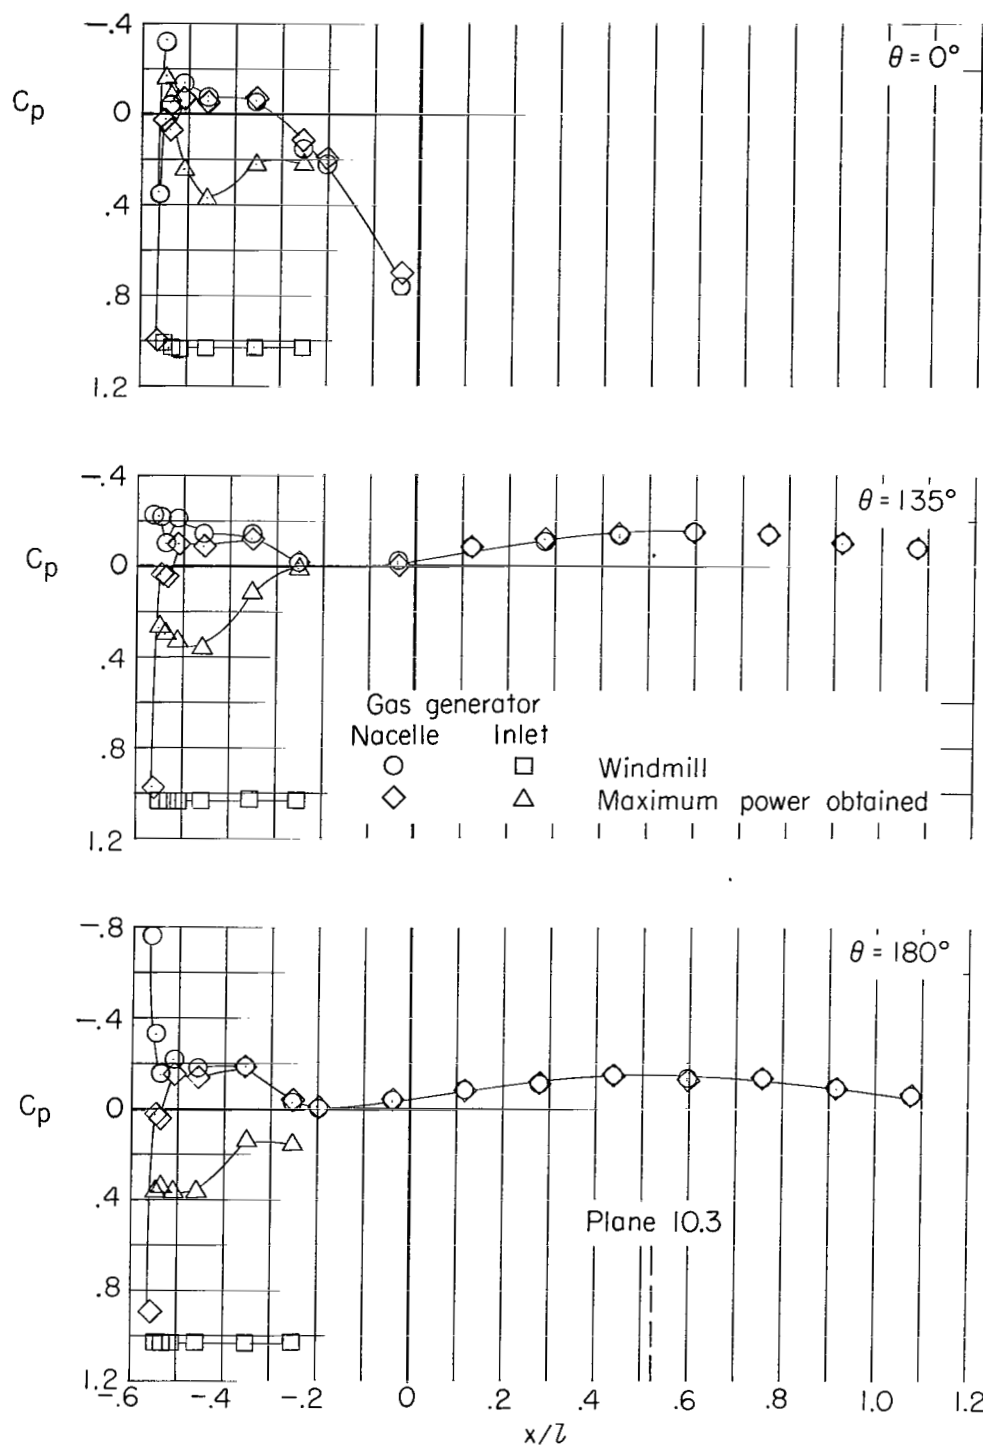 -.4
θ = 0°
Cp
0
.4
.8
1.2
-.4
θ = 135°
Cp
0
.4
Gas generator
Nacelle Inlet
.8
Windmill
Maximum power obtained
1.2
-.8
θ = 180°
-.4
Cp
0
.4
Plane 10.3
.8
1.2
-.6 -.4 -.2 0 .2 .4 .6 .8 1.0 1.2
x/l